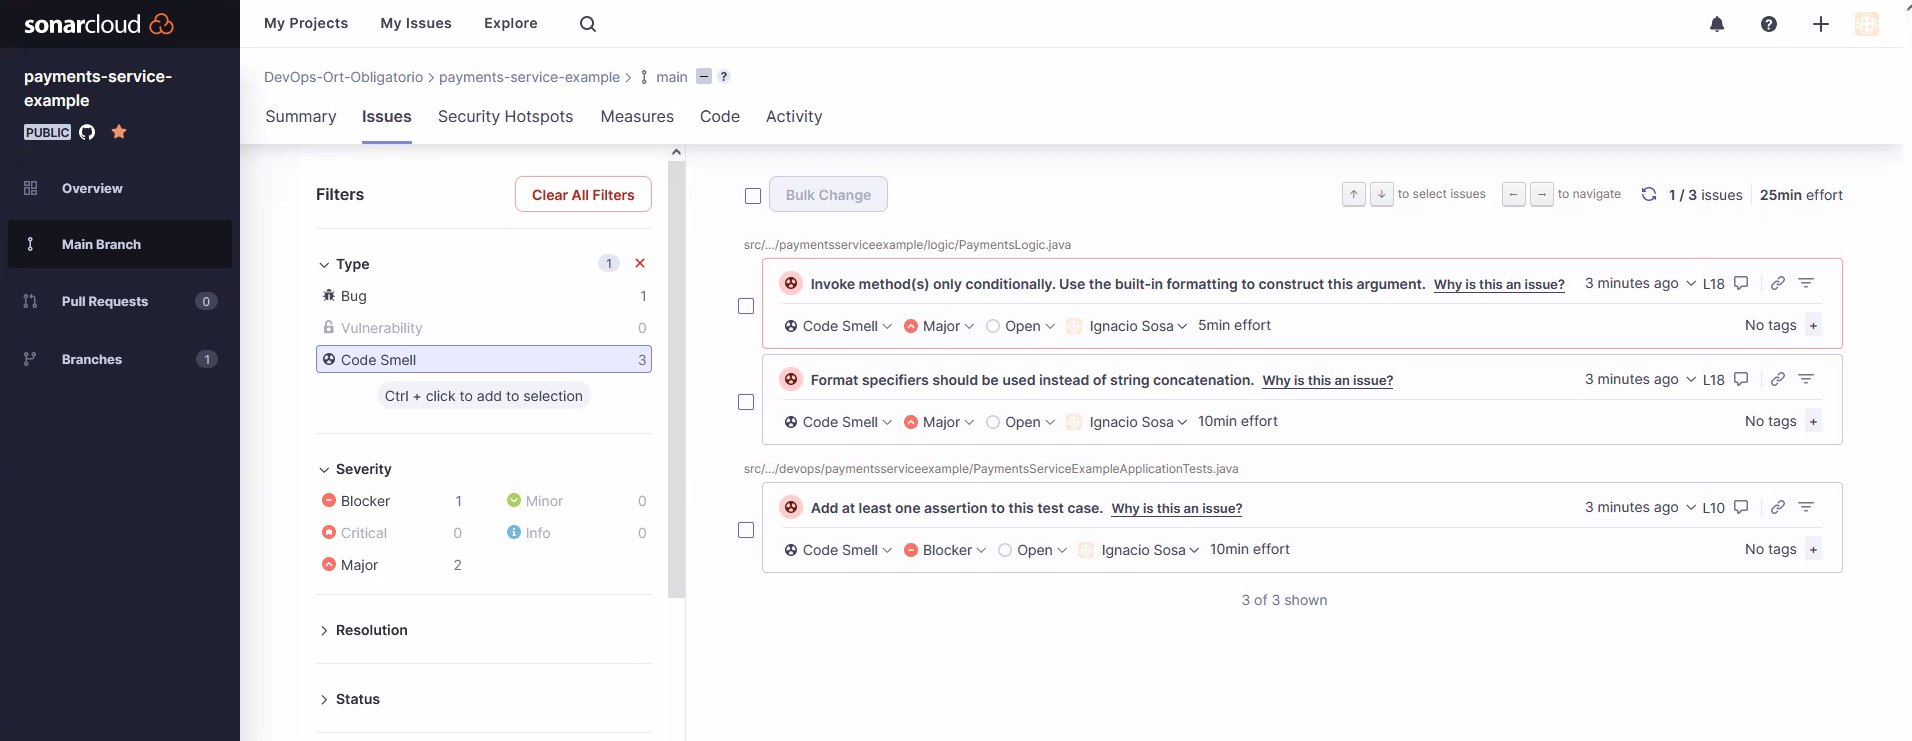 sonarcloud
My Projects My Issues Explore
payments-service-
example
PUBLIC
Overview
Main Branch
Pull Requests 0
Branches 1
DevOps-Ort-Obligatorio > payments-service-example > main ?
Summary Issues Security Hotspots Measures Code Activity
Filters Clear All Filters
Type 1
Bug 1
Vulnerability 0
Code Smell 3
Ctrl + click to add to selection
Severity
Blocker 1 Minor 0
Critical 0 Info 0
Major 2
Resolution
Status
Bulk Change ↑ ↓ to select issues ← → to navigate 1 / 3 issues 25min effort
src/.../paymentsserviceexample/logic/PaymentsLogic.java
Invoke method(s) only conditionally. Use the built-in formatting to construct this argument. Why is this an issue? 3 minutes ago L18
Code Smell Major Open Ignacio Sosa 5min effort No tags +
Format specifiers should be used instead of string concatenation. Why is this an issue? 3 minutes ago L18
Code Smell Major Open Ignacio Sosa 10min effort No tags +
src/.../devops/paymentsserviceexample/PaymentsServiceExampleApplicationTests.java
Add at least one assertion to this test case. Why is this an issue? 3 minutes ago L10
Code Smell Blocker Open Ignacio Sosa 10min effort No tags +
3 of 3 shown